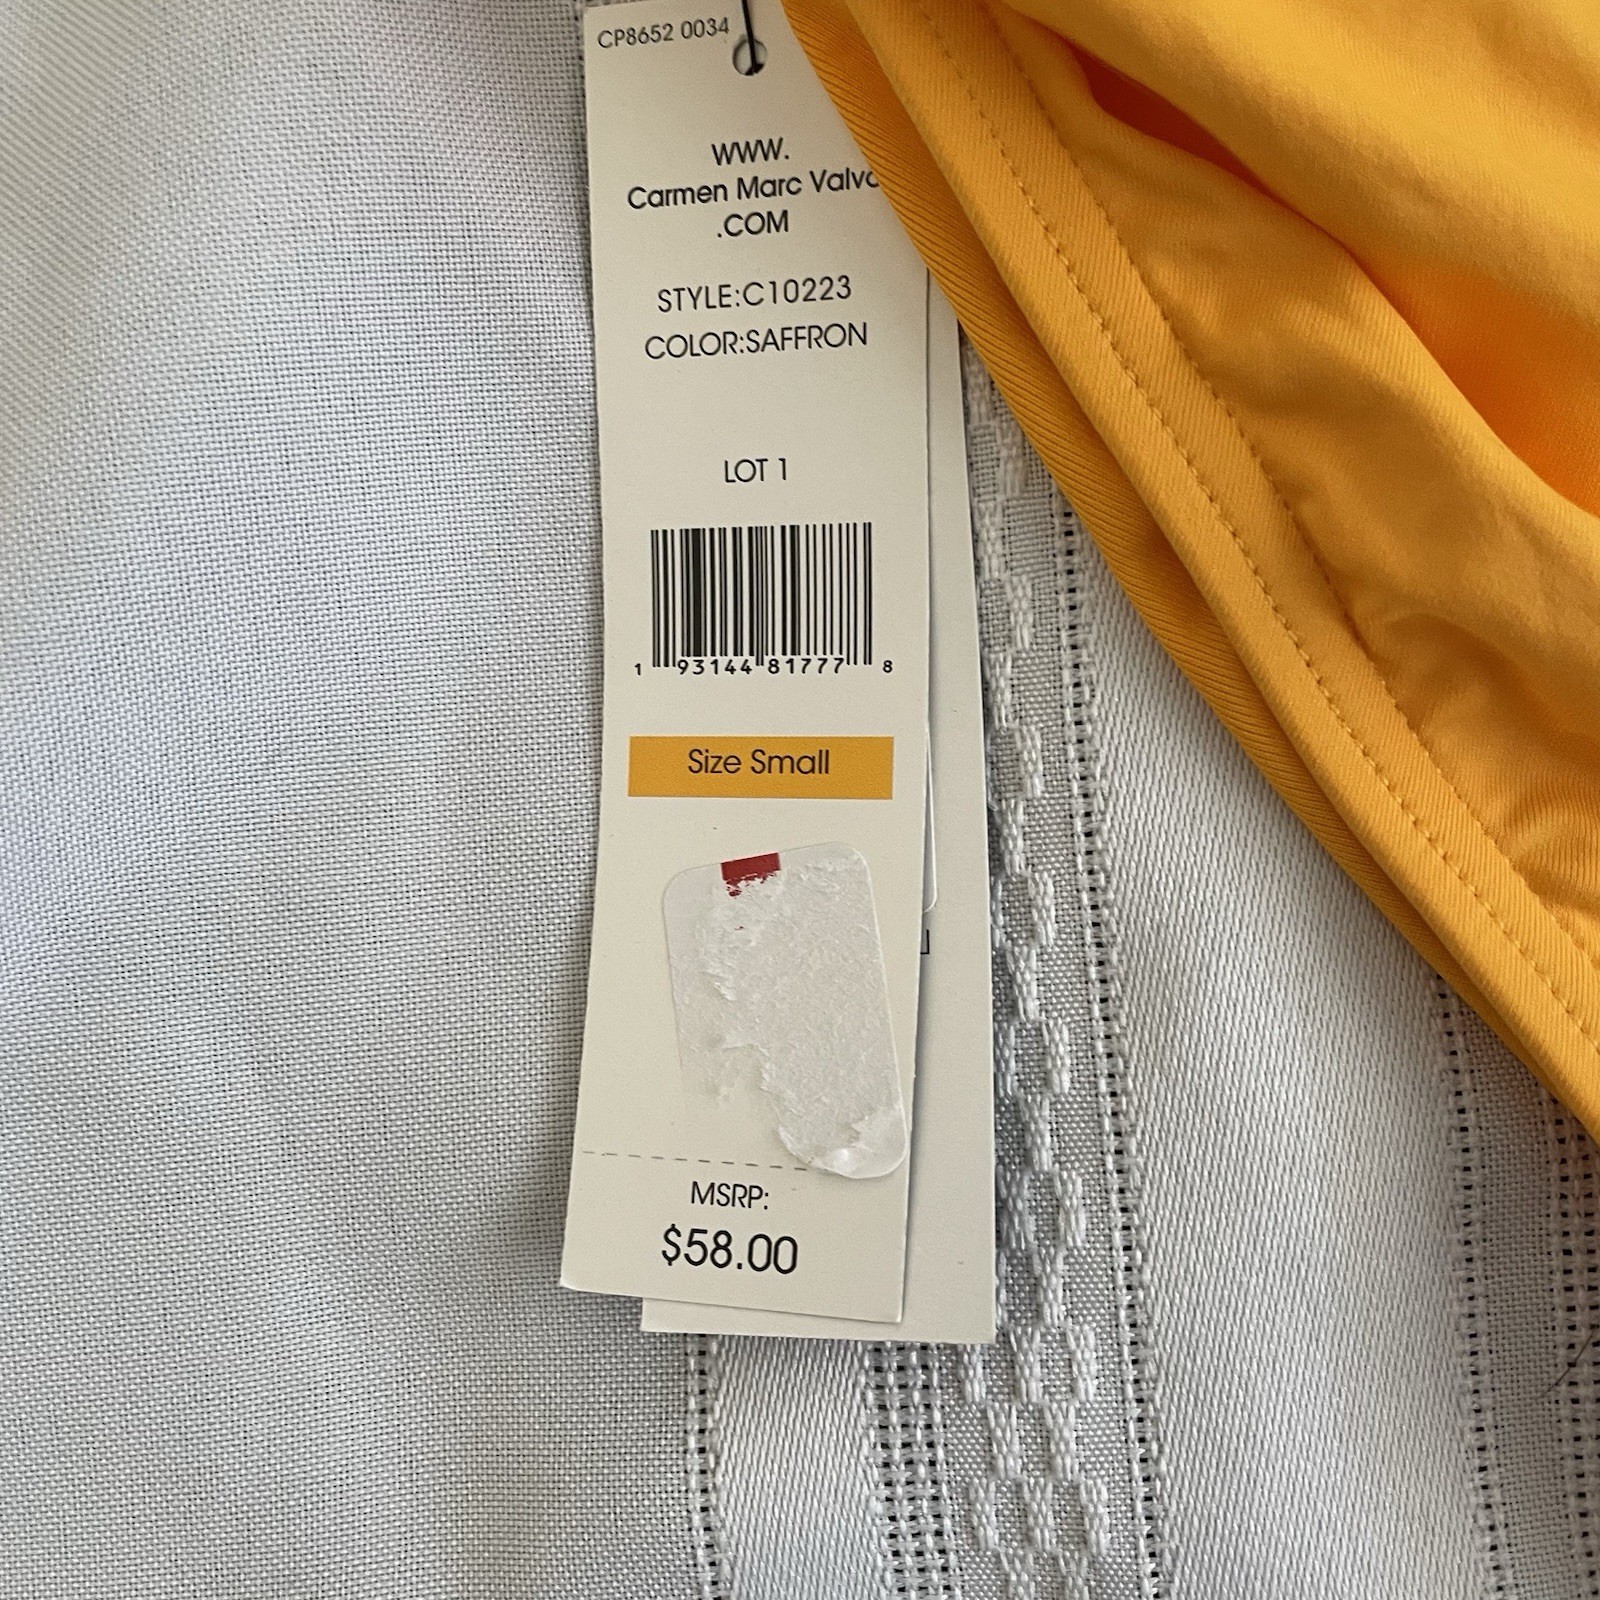 CP8652 0034
WWW.
Carmen Marc Valvo
.COM
STYLE:C10223
COLOR:SAFFRON
LOT 1
1 93144 81777 8
Size Small
MSRP:
$58.00